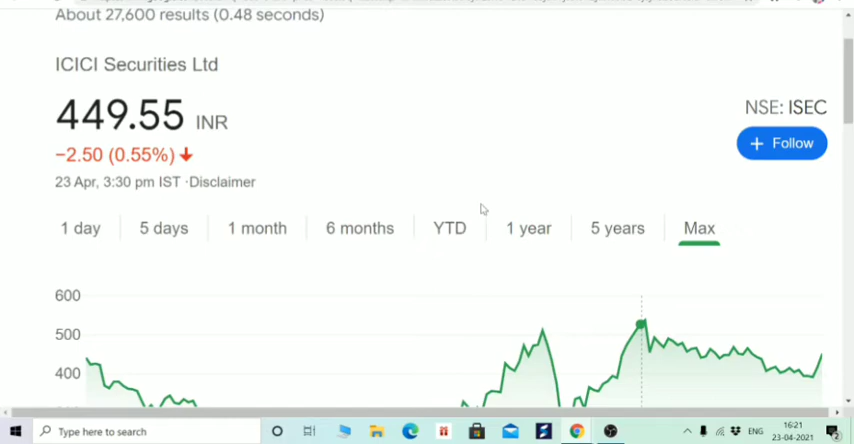 About 27,600 results (0.48 seconds)
ICICI Securities Ltd
449.55 INR
−2.50 (0.55%)
23 Apr, 3:30 pm IST ·Disclaimer
NSE: ISEC
+ Follow
1 day 5 days 1 month 6 months YTD 1 year 5 years Max
600
500
400
Type here to search
ENG
16:21
23-04-2021
2